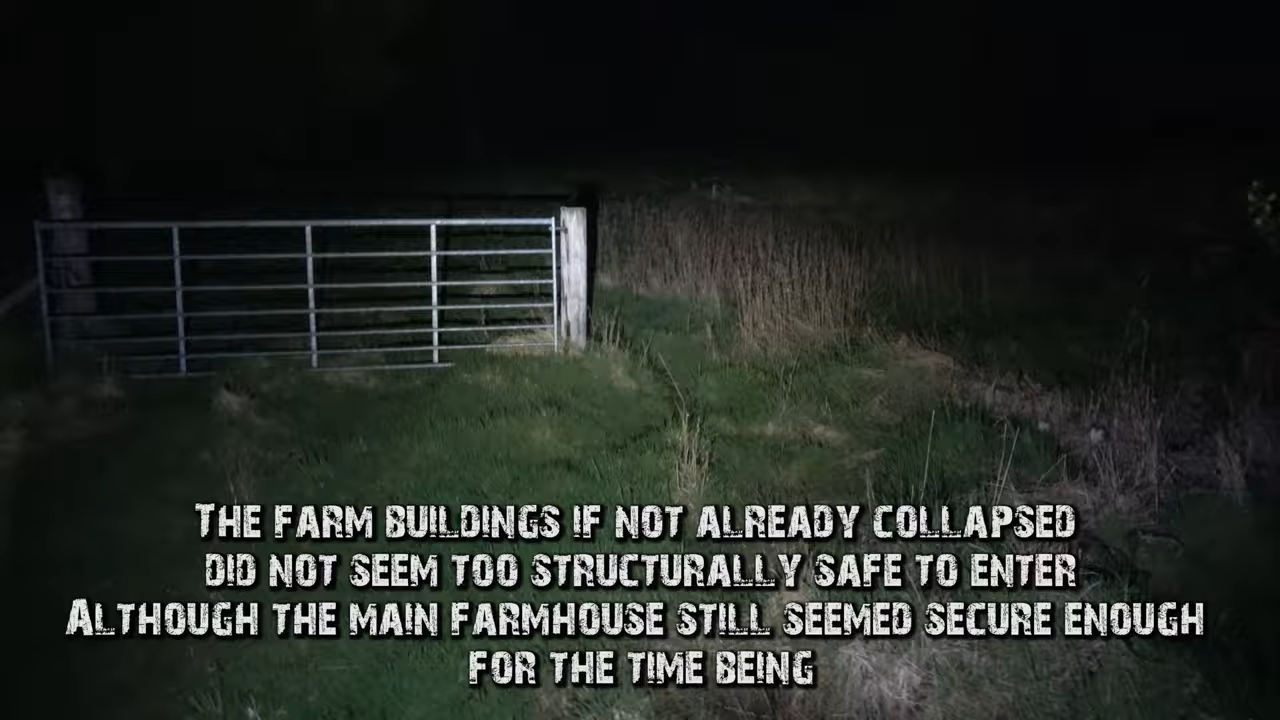 The farm buildings if not already collapsed
did not seem too structurally safe to enter
Although the main farmhouse still seemed secure enough
for the time being